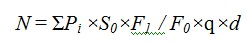 N = ΣPᵢ ×S₀ ×F₁ / F₀ ×q ×d